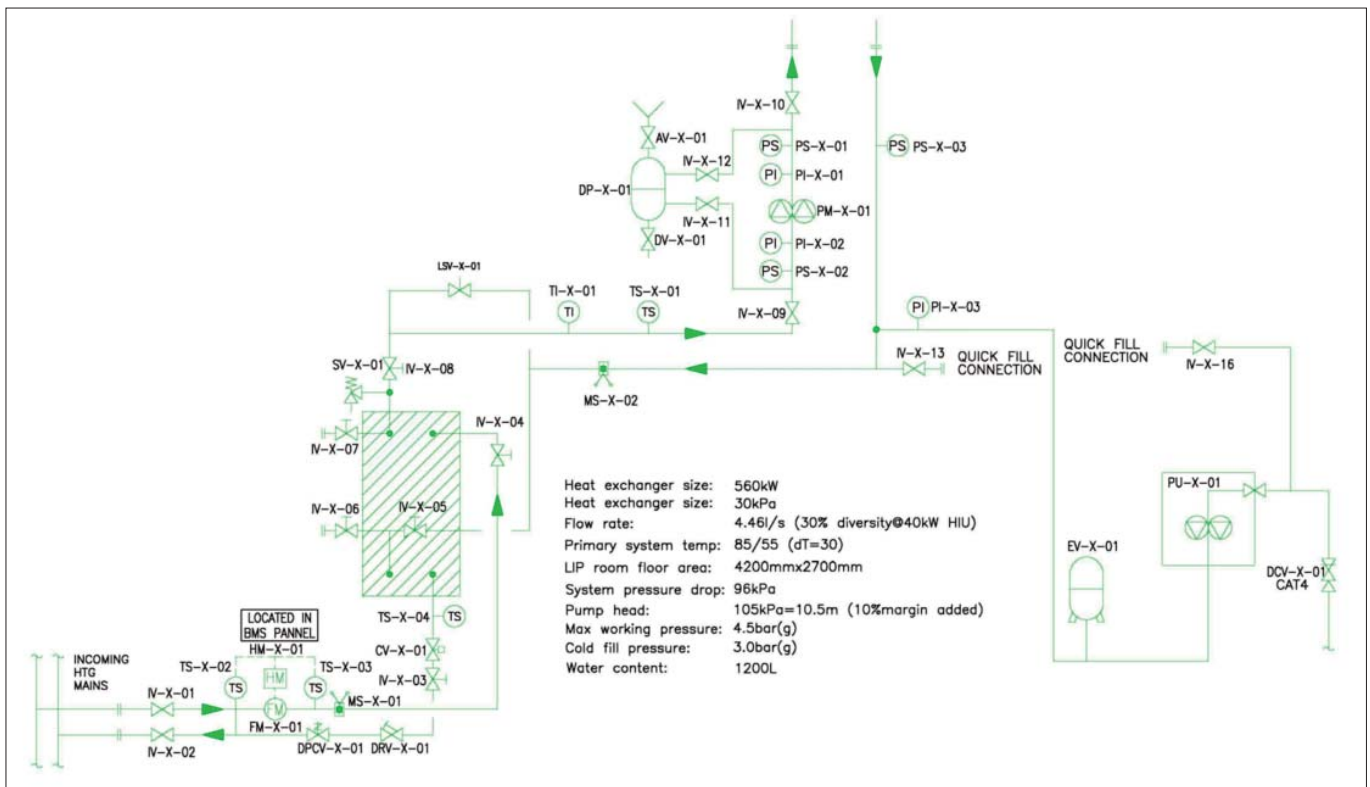 IV-X-10
AV-X-01
PS PS-X-01
PS PS-X-03
IV-X-12
PI PI-X-01
DP-X-01
PM-X-01
IV-X-11
DV-X-01
PI PI-X-02
PS PS-X-02
LSV-X-01
TI-X-01
TS-X-01
TI
TS
IV-X-09
PI PI-X-03
SV-X-01
IV-X-08
IV-X-13
QUICK FILL
CONNECTION
QUICK FILL
CONNECTION
IV-X-16
MS-X-02
IV-X-04
IV-X-07
IV-X-06
IV-X-05
Heat exchanger size: 560kW
Heat exchanger size: 30kPa
Flow rate: 4.46l/s (30% diversity@40kW HIU)
Primary system temp: 85/55 (dT=30)
LIP room floor area: 4200mmx2700mm
System pressure drop: 96kPa
Pump head: 105kPa=10.5m (10%margin added)
Max working pressure: 4.5bar(g)
Cold fill pressure: 3.0bar(g)
Water content: 1200L
PU-X-01
EV-X-01
DCV-X-01
CAT4
TS-X-04 TS
LOCATED IN
BMS PANNEL
HM-X-01
CV-X-01
IV-X-03
INCOMING
HTG
MAINS
TS-X-02
TS-X-03
TS
HM
TS
IV-X-01
MS-X-01
FM
FM-X-01
IV-X-02
DPCV-X-01
DRV-X-01